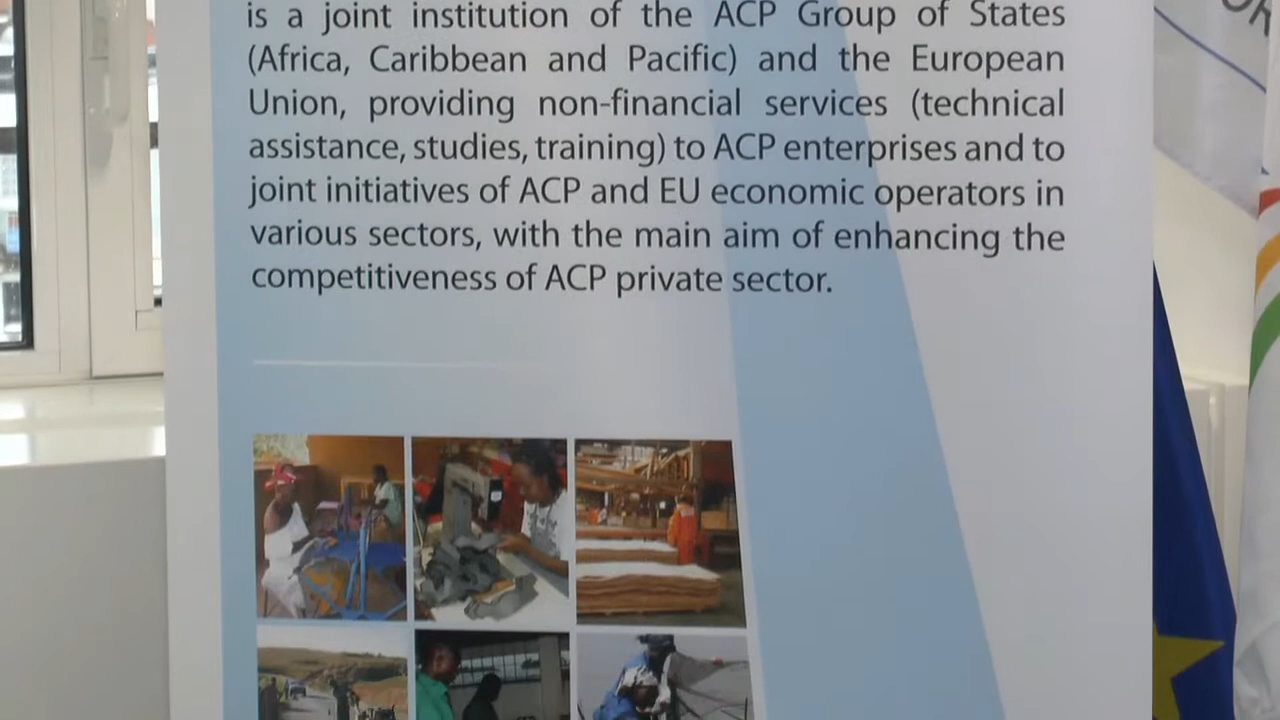 is a joint institution of the ACP Group of States
(Africa, Caribbean and Pacific) and the European
Union, providing non-financial services (technical
assistance, studies, training) to ACP enterprises and to
joint initiatives of ACP and EU economic operators in
various sectors, with the main aim of enhancing the
competitiveness of ACP private sector.